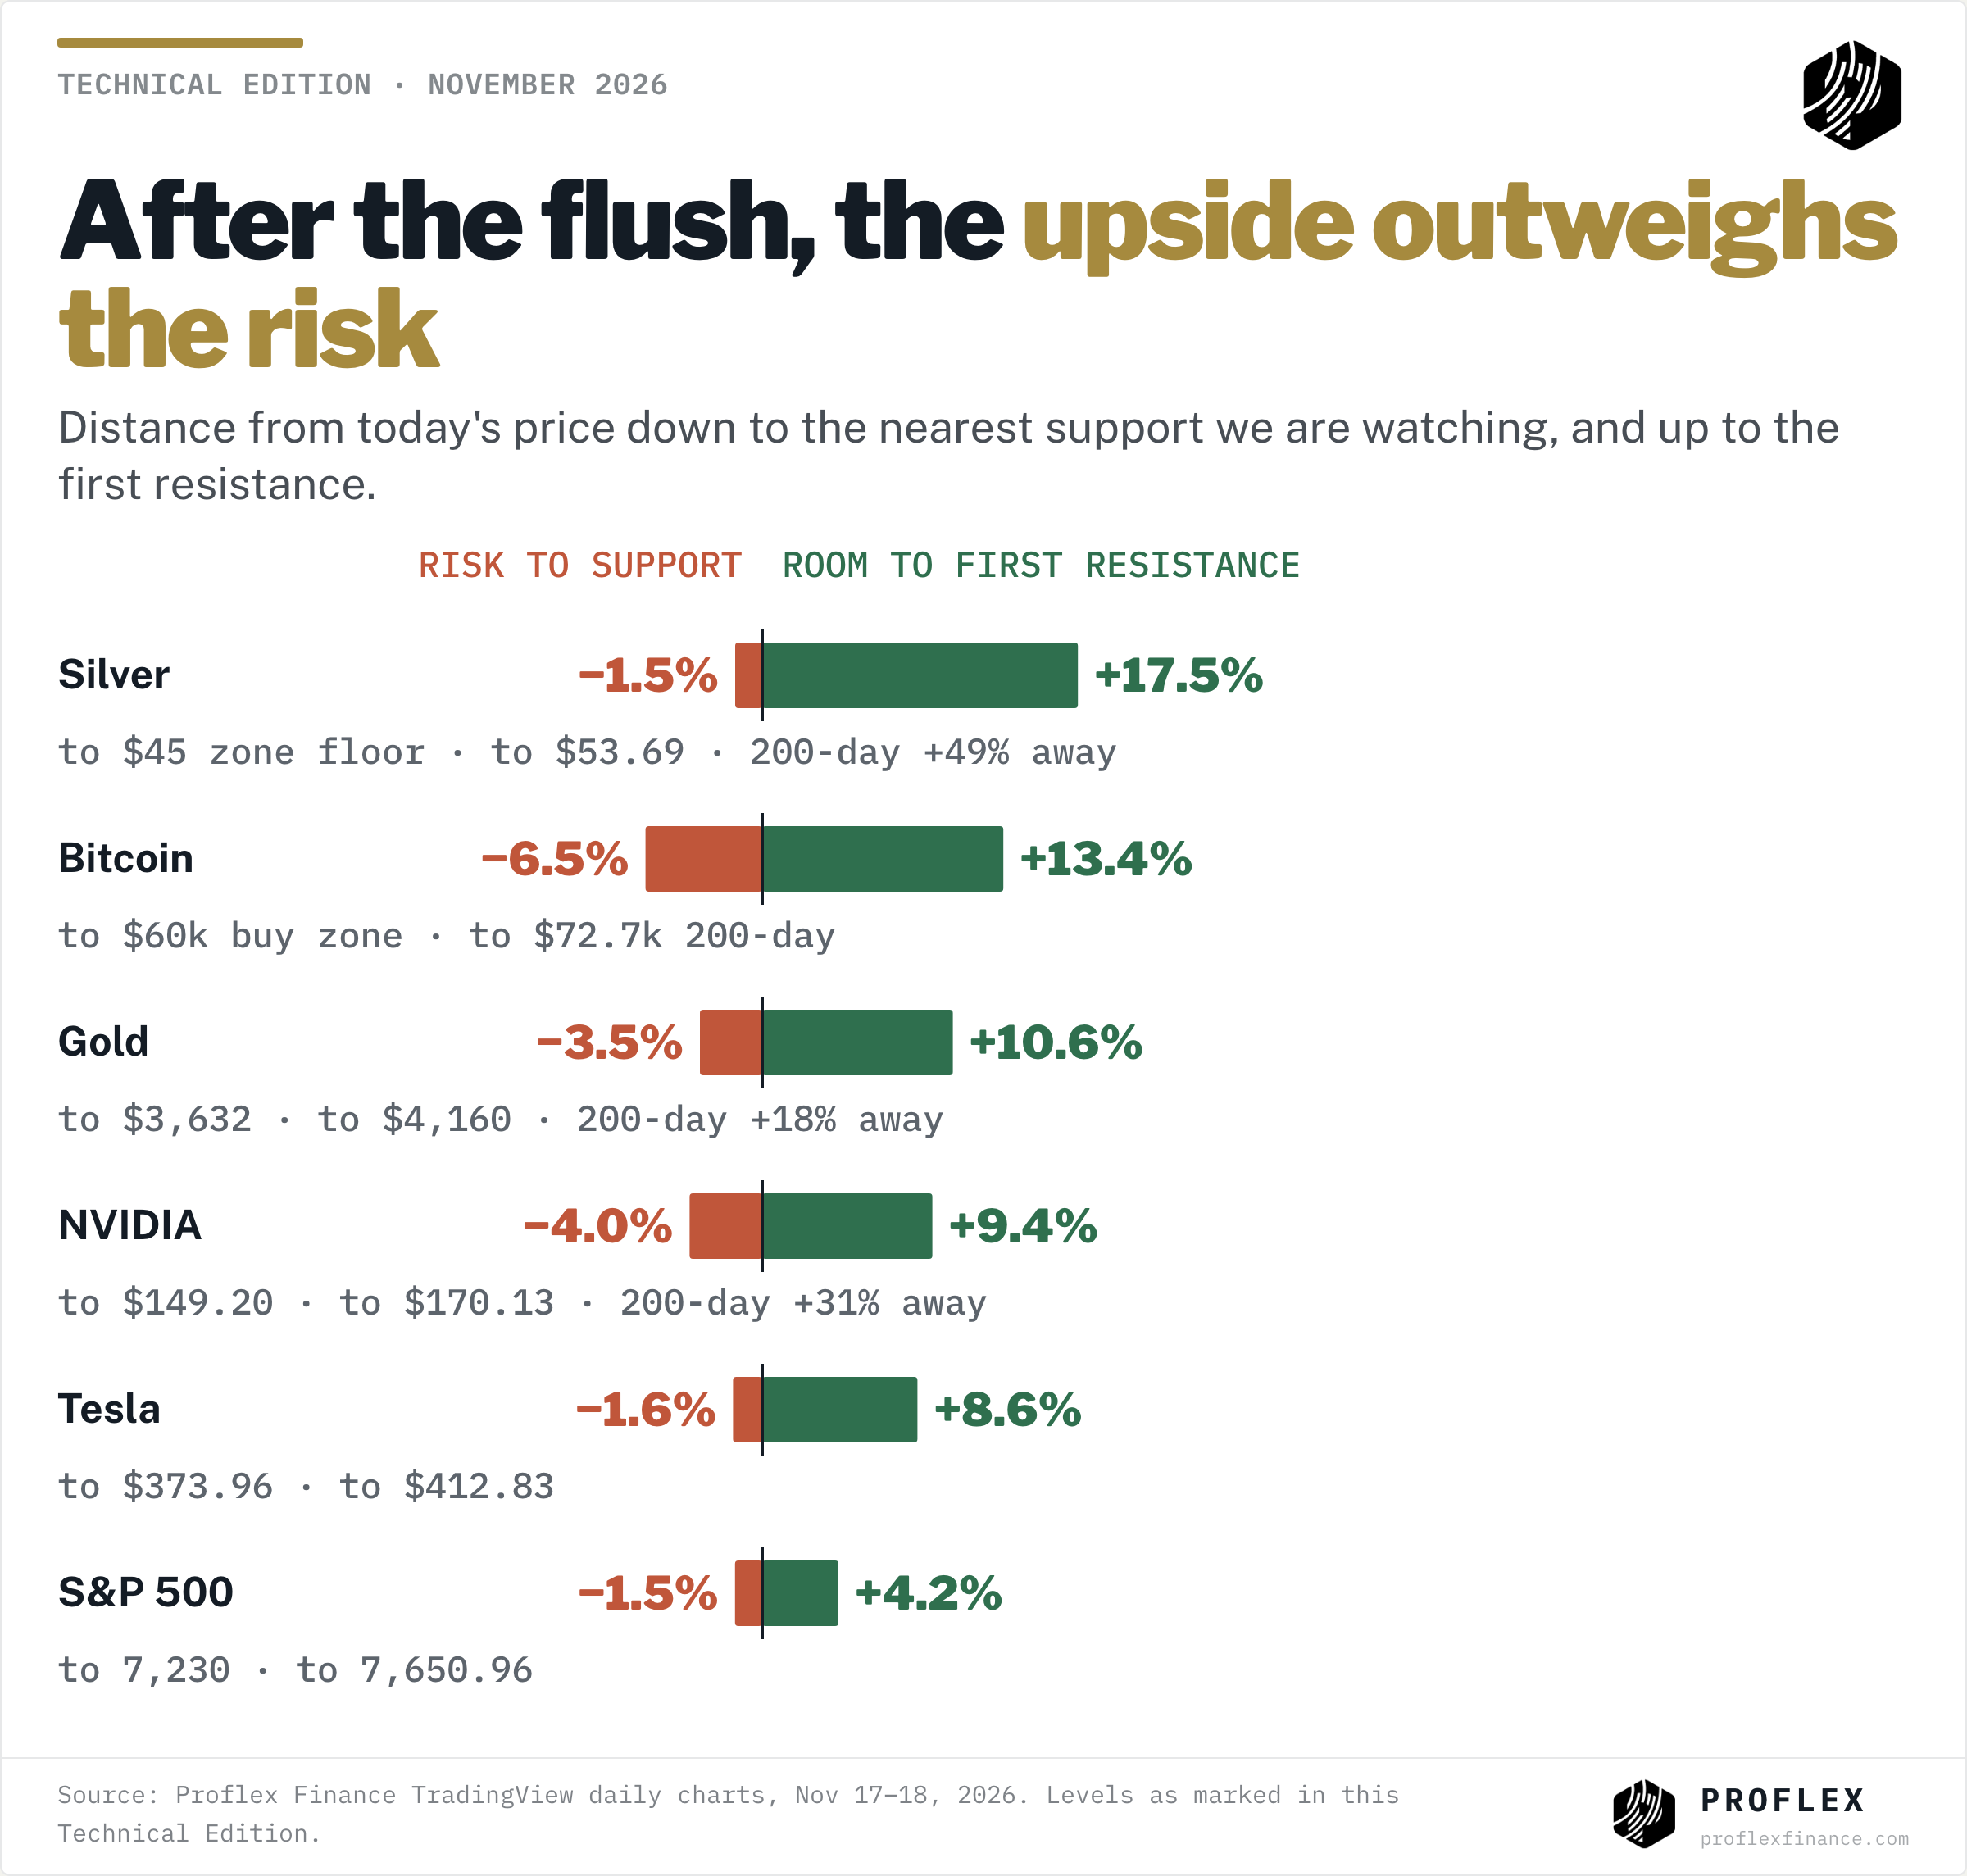 TECHNICAL EDITION · NOVEMBER 2026
After the flush, the upside outweighs
the risk
Distance from today's price down to the nearest support we are watching, and up to the
first resistance.
RISK TO SUPPORT ROOM TO FIRST RESISTANCE
Silver −1.5% +17.5%
to $45 zone floor · to $53.69 · 200-day +49% away
Bitcoin −6.5% +13.4%
to $60k buy zone · to $72.7k 200-day
Gold −3.5% +10.6%
to $3,632 · to $4,160 · 200-day +18% away
NVIDIA −4.0% +9.4%
to $149.20 · to $170.13 · 200-day +31% away
Tesla −1.6% +8.6%
to $373.96 · to $412.83
S&P 500 −1.5% +4.2%
to 7,230 · to 7,650.96
Source: Proflex Finance TradingView daily charts, Nov 17–18, 2026. Levels as marked in this
Technical Edition.
PROFLEX
proflexfinance.com